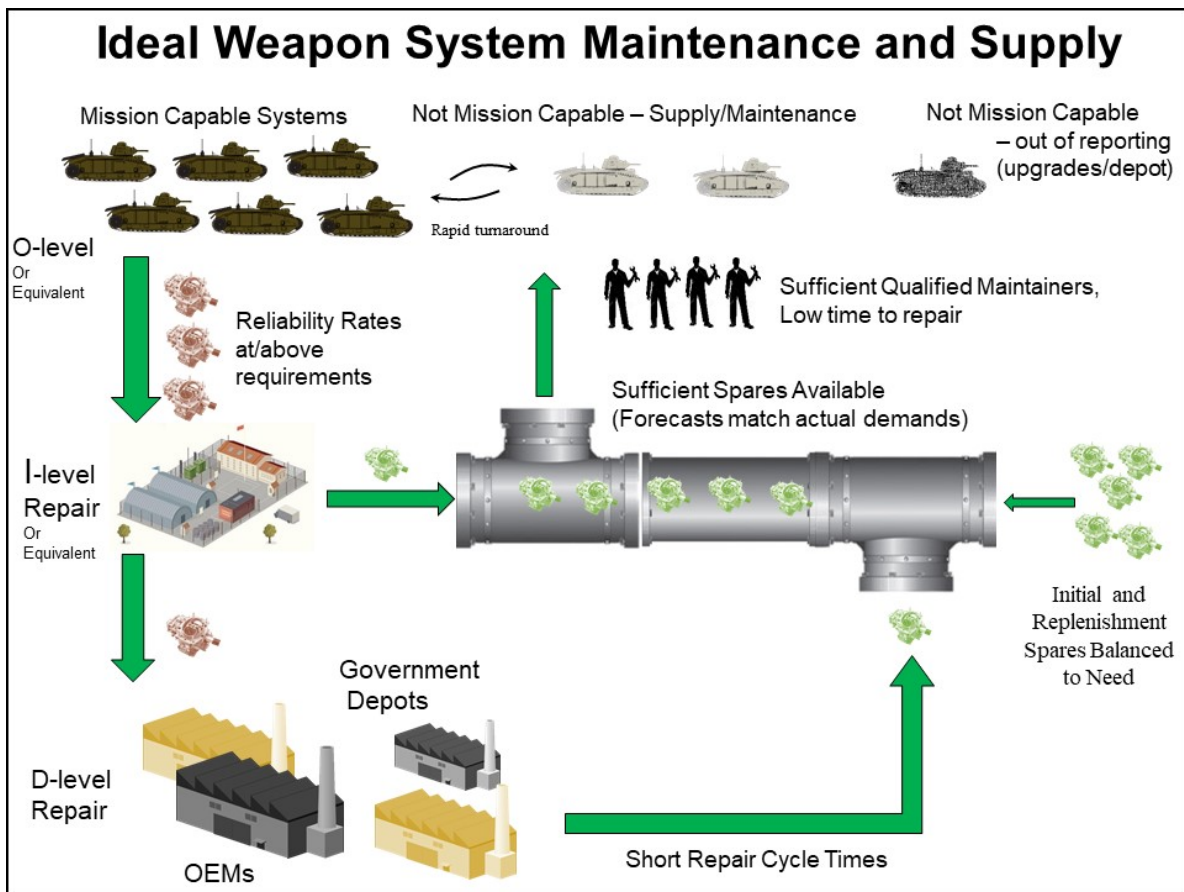 Ideal Weapon System Maintenance and Supply
Mission Capable Systems
Not Mission Capable – Supply/Maintenance
Not Mission Capable
– out of reporting
(upgrades/depot)
Rapid turnaround
O-level
Or
Equivalent
Reliability Rates
at/above
requirements
Sufficient Qualified Maintainers,
Low time to repair
Sufficient Spares Available
(Forecasts match actual demands)
I-level
Repair
Or
Equivalent
Initial and
Replenishment
Spares Balanced
to Need
Government
Depots
D-level
Repair
OEMs
Short Repair Cycle Times